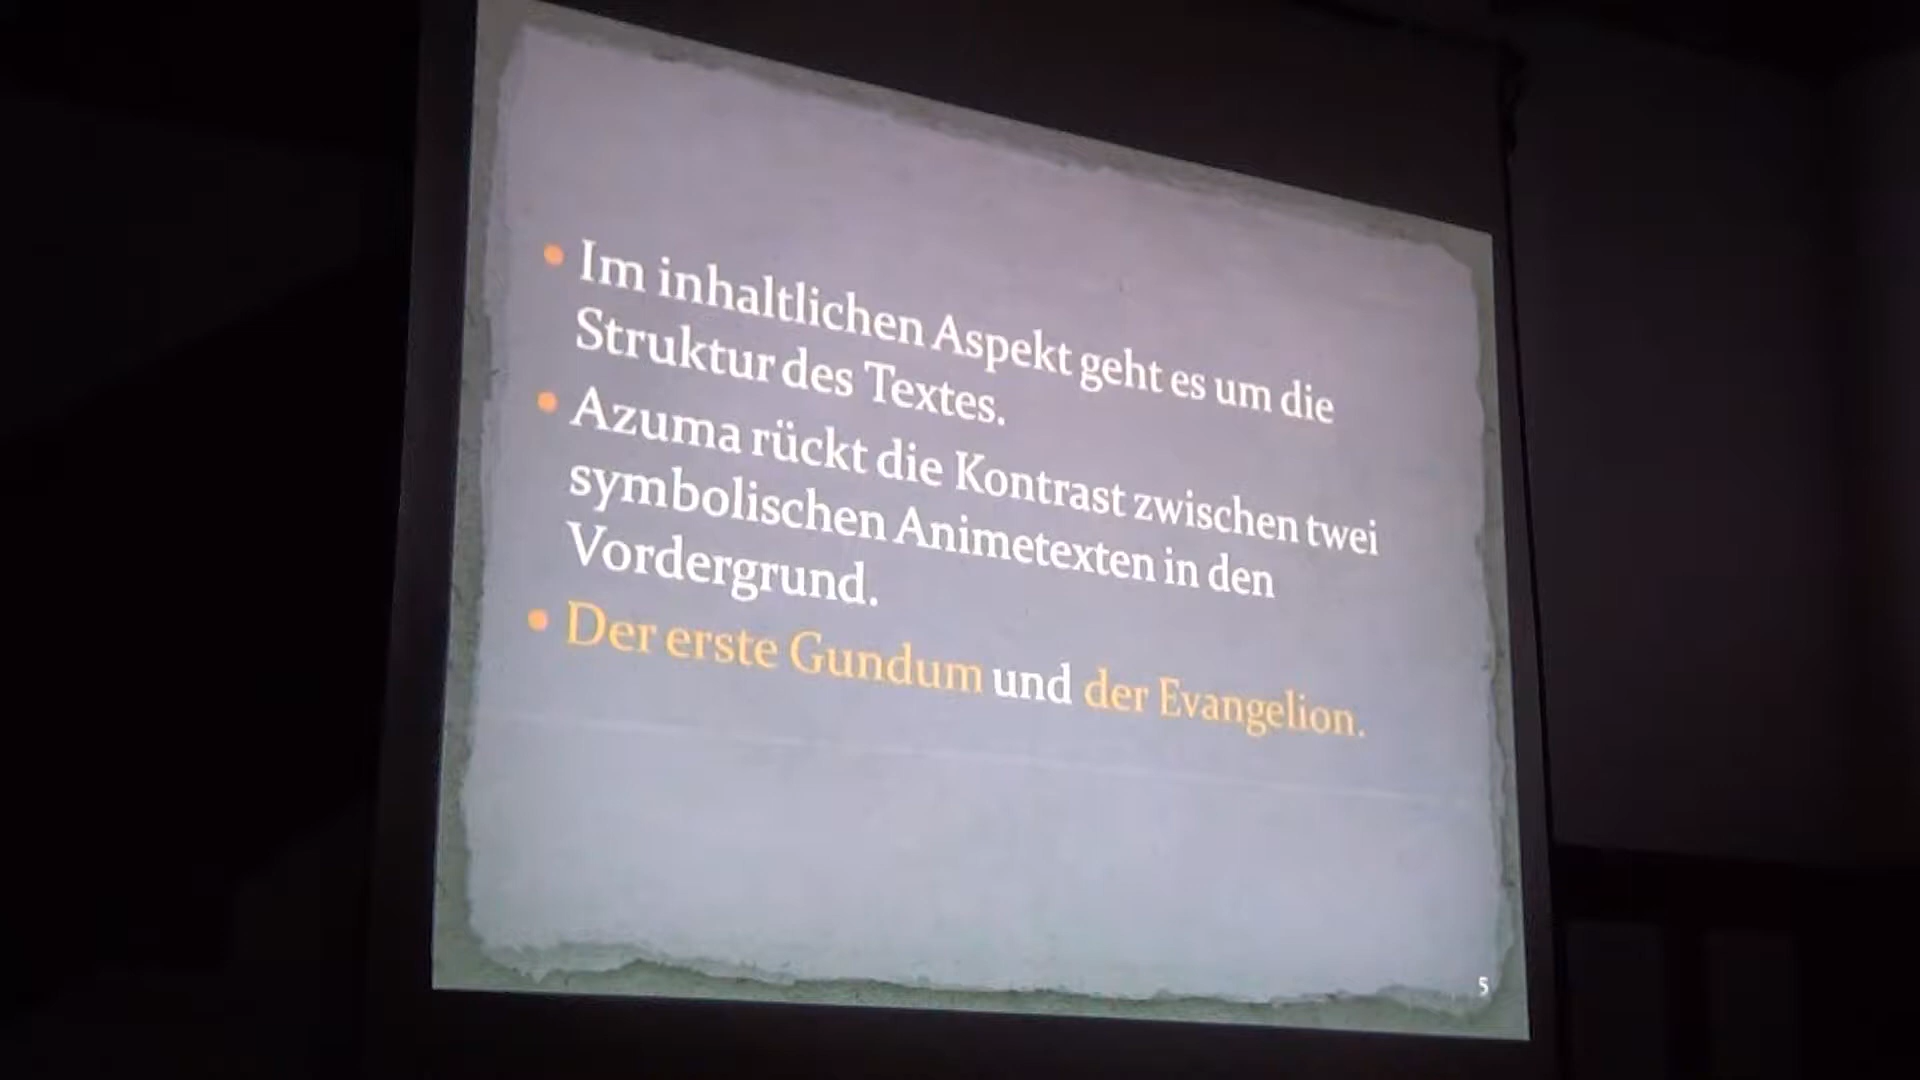 • Im inhaltlichen Aspekt geht es um die
Struktur des Textes.
• Azuma rückt die Kontrast zwischen twei
symbolischen Animetexten in den
Vordergrund.
• Der erste Gundum und der Evangelion.
5